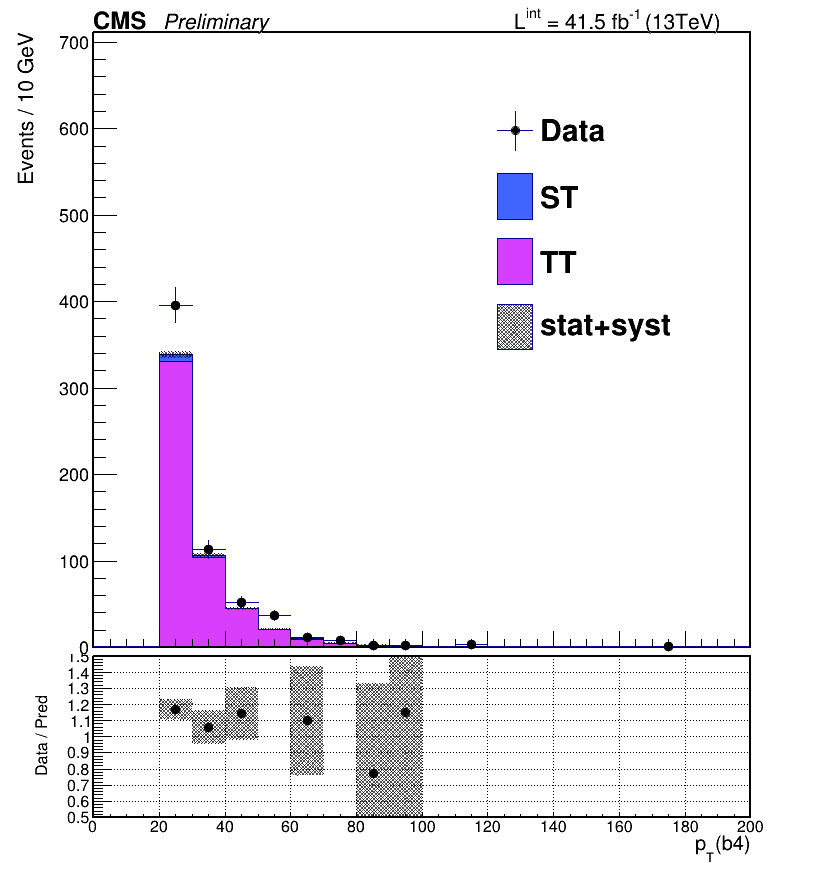 CMS Preliminary L^int = 41.5 fb^-1 (13TeV)
Events / 10 GeV
700
600
500
400
300
200
100
0
Data
ST
TT
stat+syst
Data / Pred
1.5
1.4
1.3
1.2
1.1
1
0.9
0.8
0.7
0.6
0.5
0 20 40 60 80 100 120 140 160 180 200
p_T(b4)